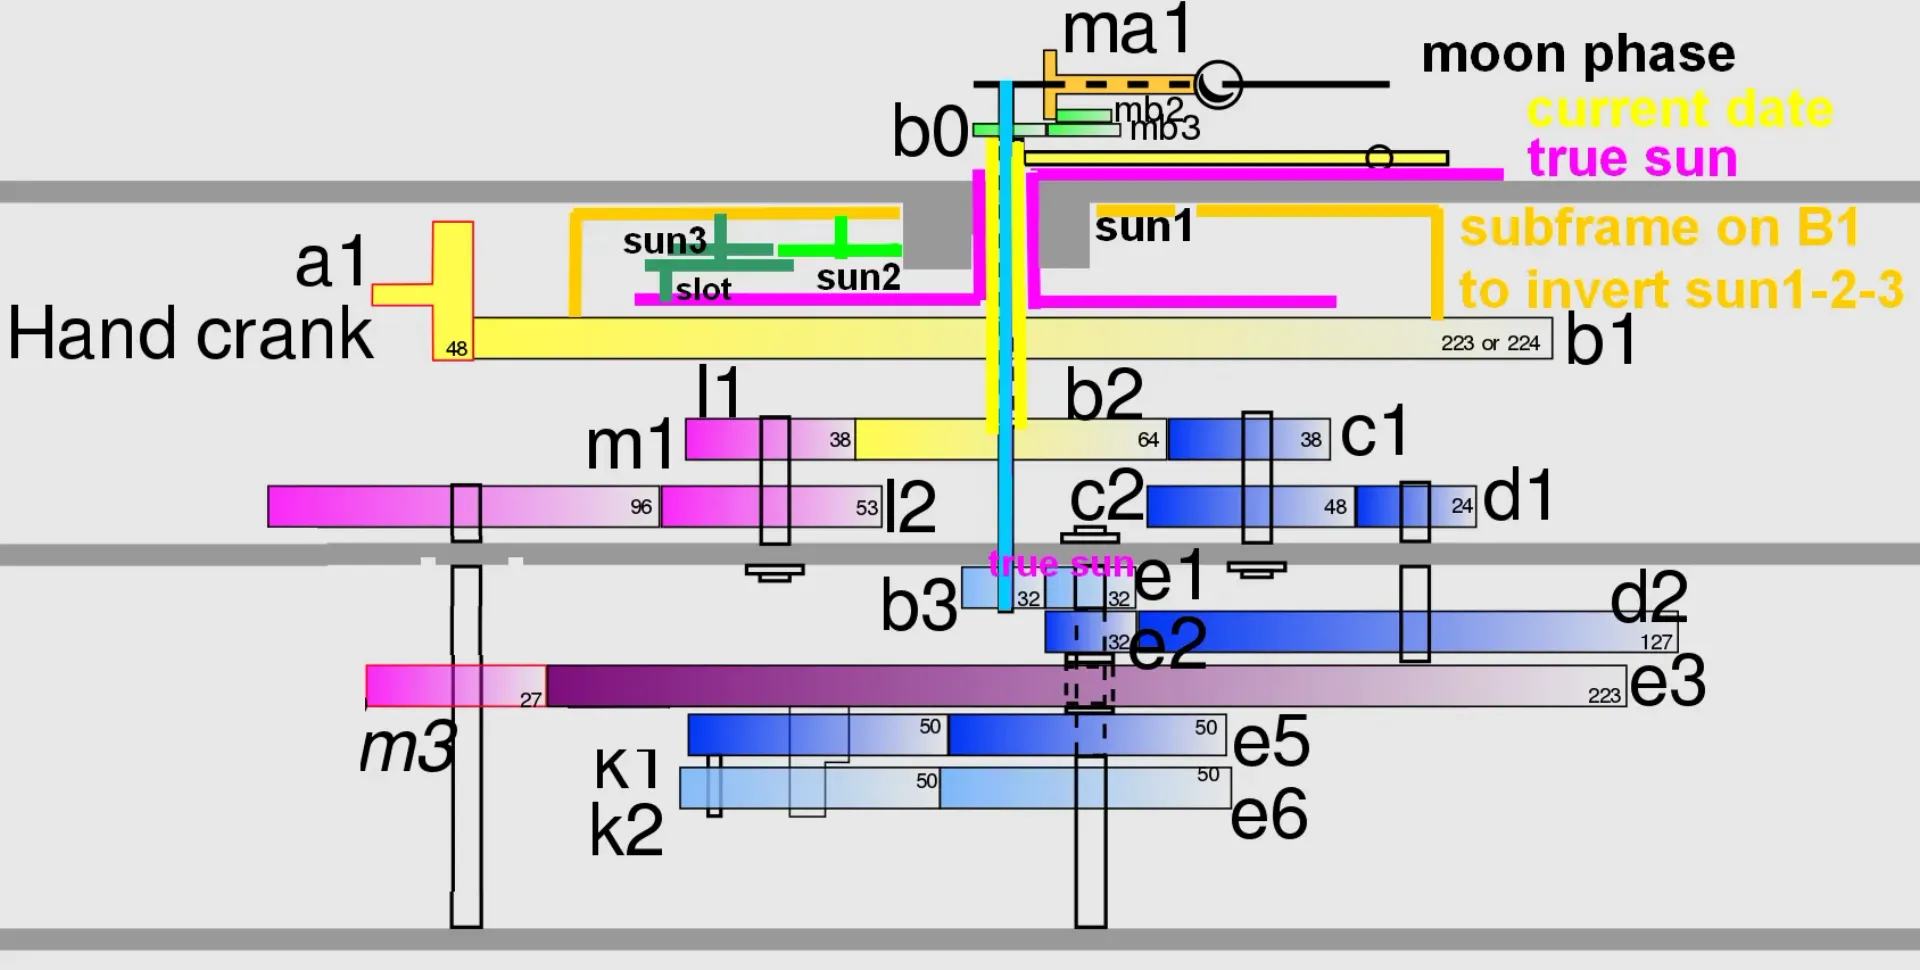 ma1
moon phase
mb2
current date
b0
mb3
true sun
sun3
sun1
subframe on B1
a1
sun2
slot
to invert sun1-2-3
Hand crank
48
223 or 224
b1
l1
b2
m1
38
64
38
c1
96
53
l2
c2
48
24
d1
true sun
e1
b3
32
32
d2
32
e2
127
27
223
e3
m3
50
50
e5
k1
50
50
k2
e6